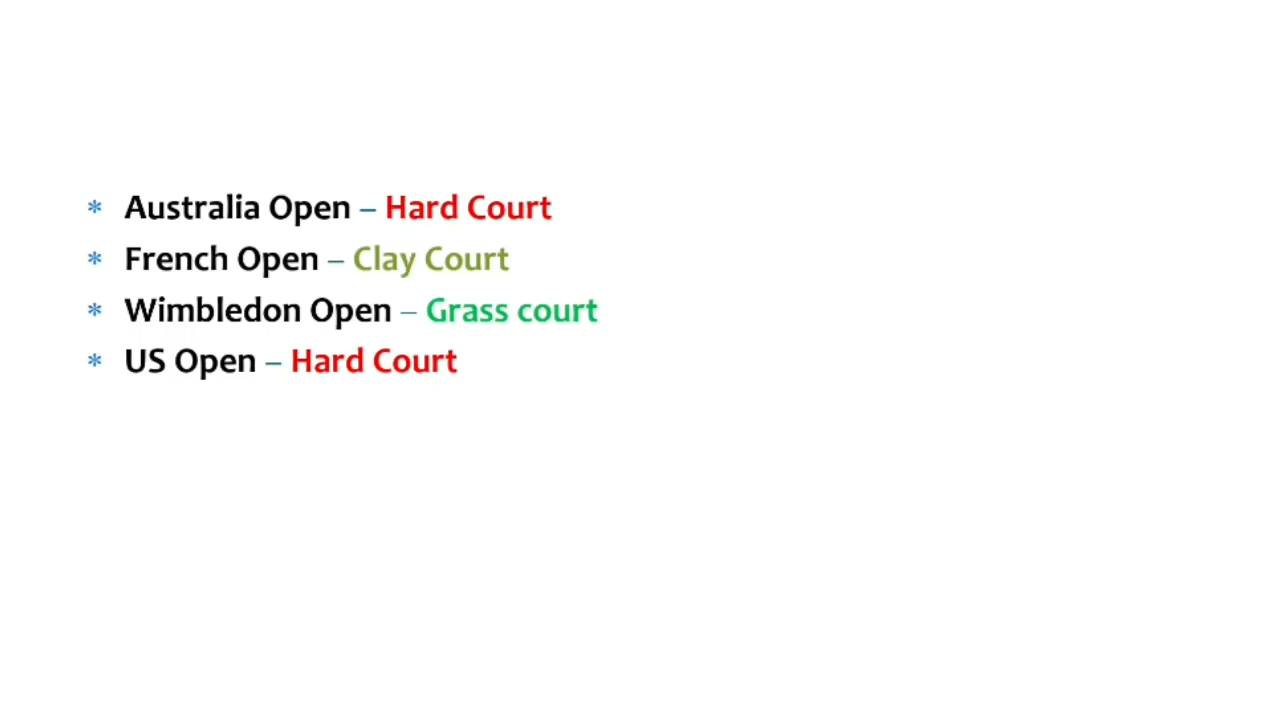 * Australia Open – Hard Court
* French Open – Clay Court
* Wimbledon Open – Grass court
* US Open – Hard Court